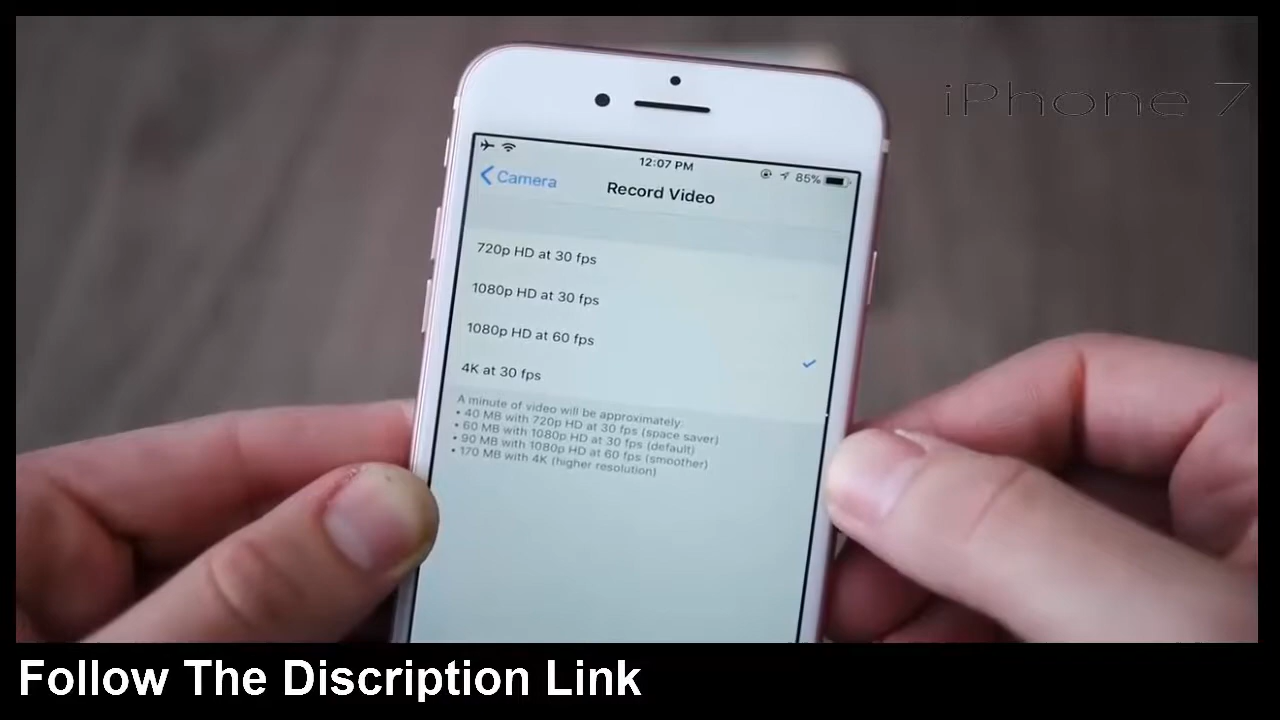 iPhone 7
12:07 PM
85%
Camera
Record Video
720p HD at 30 fps
1080p HD at 30 fps
1080p HD at 60 fps
4K at 30 fps
A minute of video will be approximately:
• 40 MB with 720p HD at 30 fps (space saver)
• 60 MB with 1080p HD at 30 fps (default)
• 90 MB with 1080p HD at 60 fps (smoother)
• 170 MB with 4K (higher resolution)
Follow The Discription Link